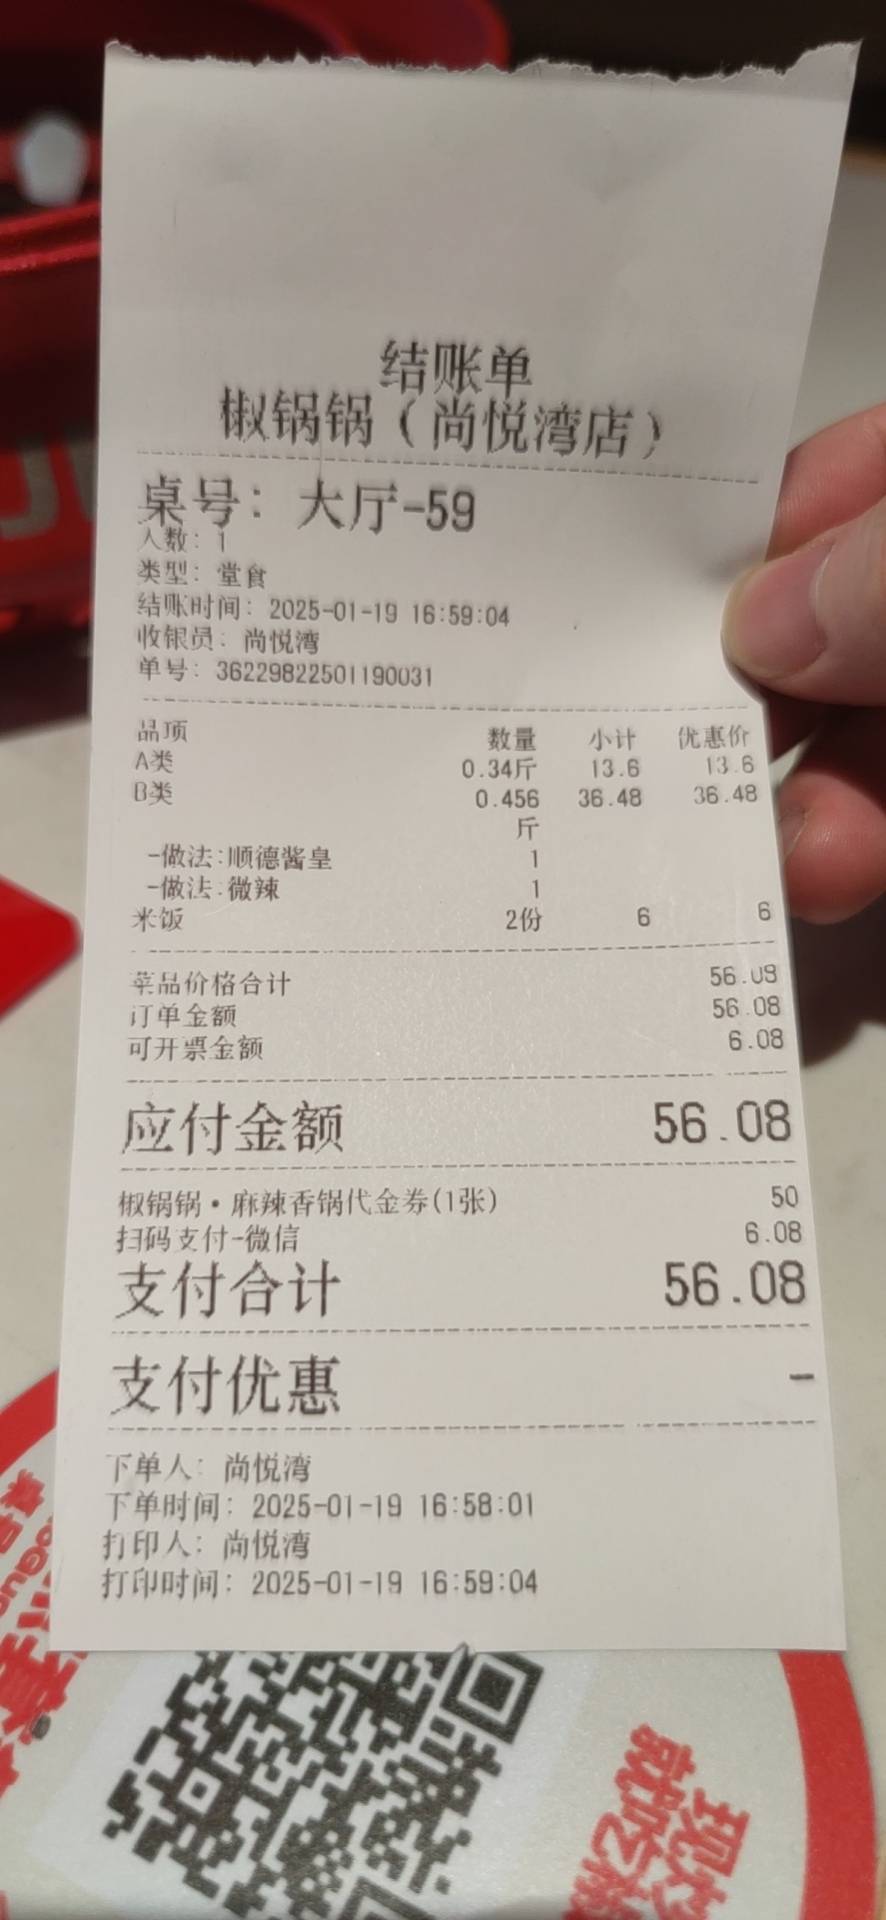 结账单
椒锅锅（尚悦湾店）
桌号：大厅-59
人数：1
类型：堂食
结账时间：2025-01-19 16:59:04
收银员：尚悦湾
单号：36229822501190031
品项 数量 小计 优惠价
A类 0.34斤 13.6 13.6
B类 0.456 36.48 36.48
斤
-做法:顺德酱皇 1
-做法:微辣 1
米饭 2份 6 6
菜品价格合计 56.08
订单金额 56.08
可开票金额 6.08
应付金额 56.08
椒锅锅•麻辣香锅代金券(1张) 50
扫码支付-微信 6.08
支付合计 56.08
支付优惠 -
下单人：尚悦湾
下单时间：2025-01-19 16:58:01
打印人：尚悦湾
打印时间：2025-01-19 16:59:04
现炒
就吃